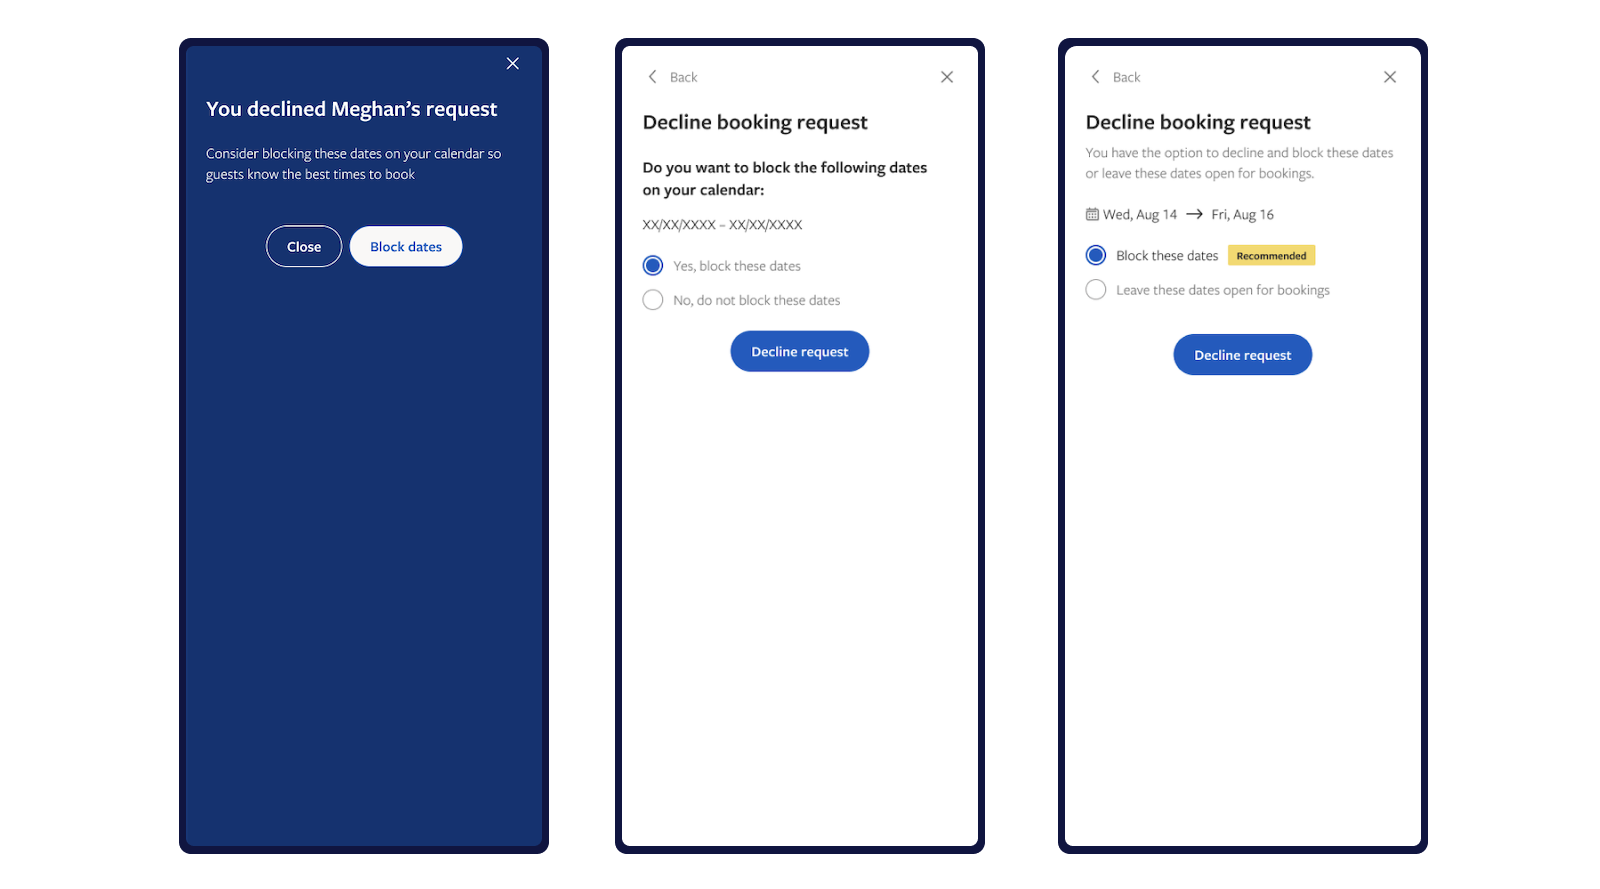 You declined Meghan’s request
Consider blocking these dates on your calendar so
guests know the best times to book
Close
Block dates
Back
Decline booking request
Do you want to block the following dates
on your calendar:
XX/XX/XXXX – XX/XX/XXXX
Yes, block these dates
No, do not block these dates
Decline request
Back
Decline booking request
You have the option to decline and block these dates
or leave these dates open for bookings.
Wed, Aug 14 → Fri, Aug 16
Block these dates Recommended
Leave these dates open for bookings
Decline request